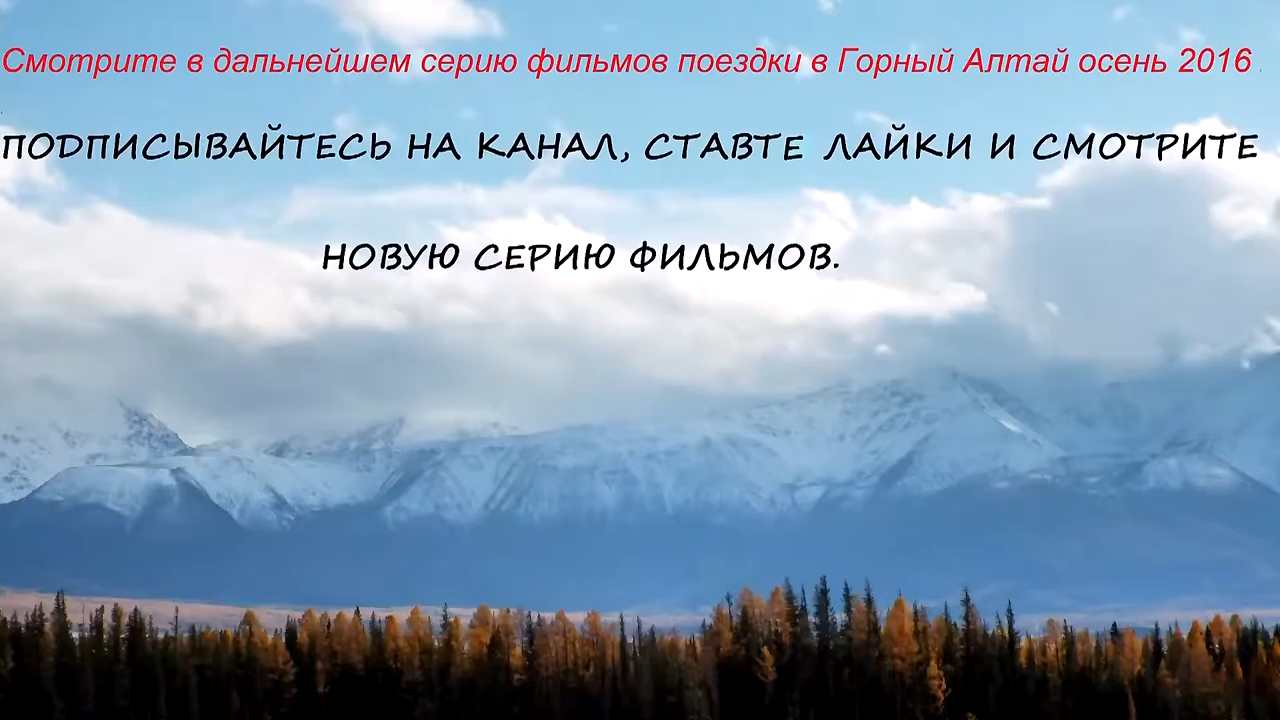 Смотрите в дальнейшем серию фильмов поездки в Горный Алтай осень 2016
ПОДПИСЫВАЙТЕСЬ НА КАНАЛ, СТАВТЕ ЛАЙКИ И СМОТРИТЕ
НОВУЮ СЕРИЮ ФИЛЬМОВ.